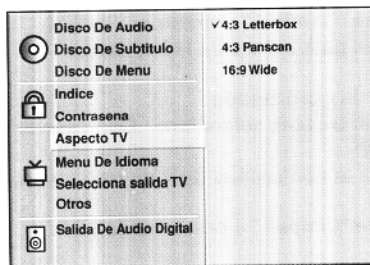 Disco De Audio
Disco De Subtitulo
Disco De Menu
Indice
Contrasena
Aspecto TV
Menu De Idioma
Selecciona salida TV
Otros
Salida De Audio Digital
✓ 4:3 Letterbox
4:3 Panscan
16:9 Wide